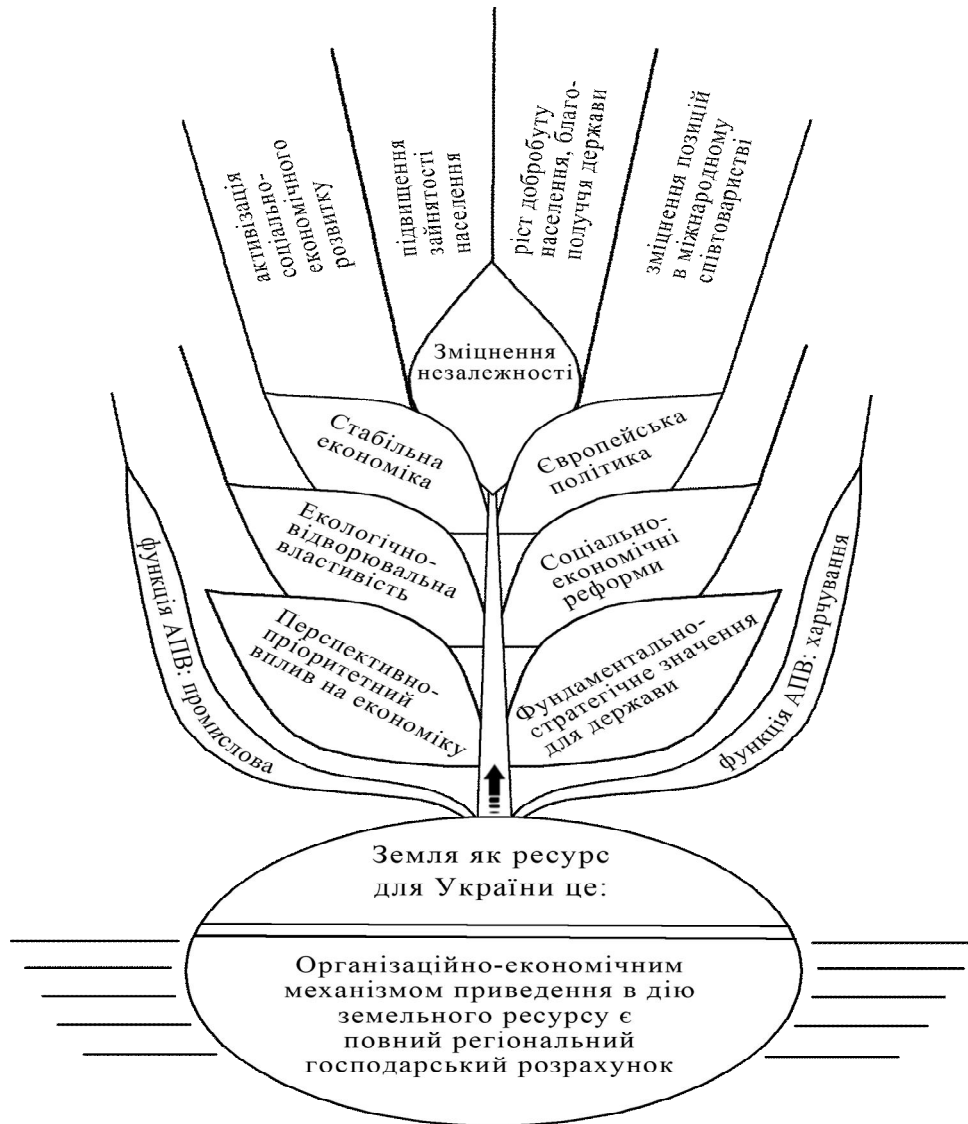 активізація
соціально-
економічного
розвитку
підвищення
зайнятості
населення
ріст добробуту
населення, благо-
получчя держави
зміцнення позицій
в міжнародному
співтоваристві
Зміцнення
незалежності
Стабільна
економіка
Європейська
політика
Екологічно-
відворювальна
властивість
Соціально-
економічні
реформи
функція АПВ: промислова
Перспективно-
пріоритетний
вплив на економіку
Фундаментально-
стратегічне значення
для держави
функція АПВ: харчування
Земля як ресурс
для України це:
Організаційно-економічним
механізмом приведення в дію
земельного ресурсу є
повний регіональний
господарський розрахунок